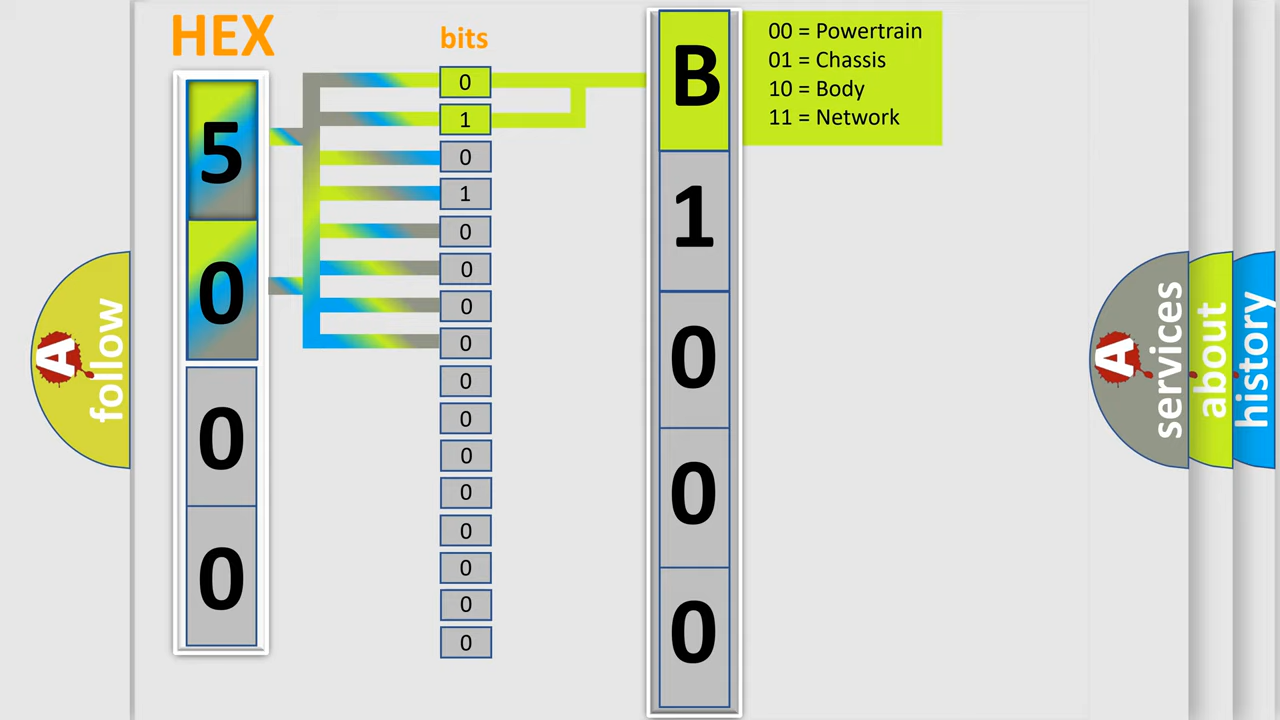 HEX
bits
5
0
0
0
0
1
0
1
0
0
0
0
0
0
0
0
0
0
0
0
B
1
0
0
0
00 = Powertrain
01 = Chassis
10 = Body
11 = Network
A
follow
A
services
about
history